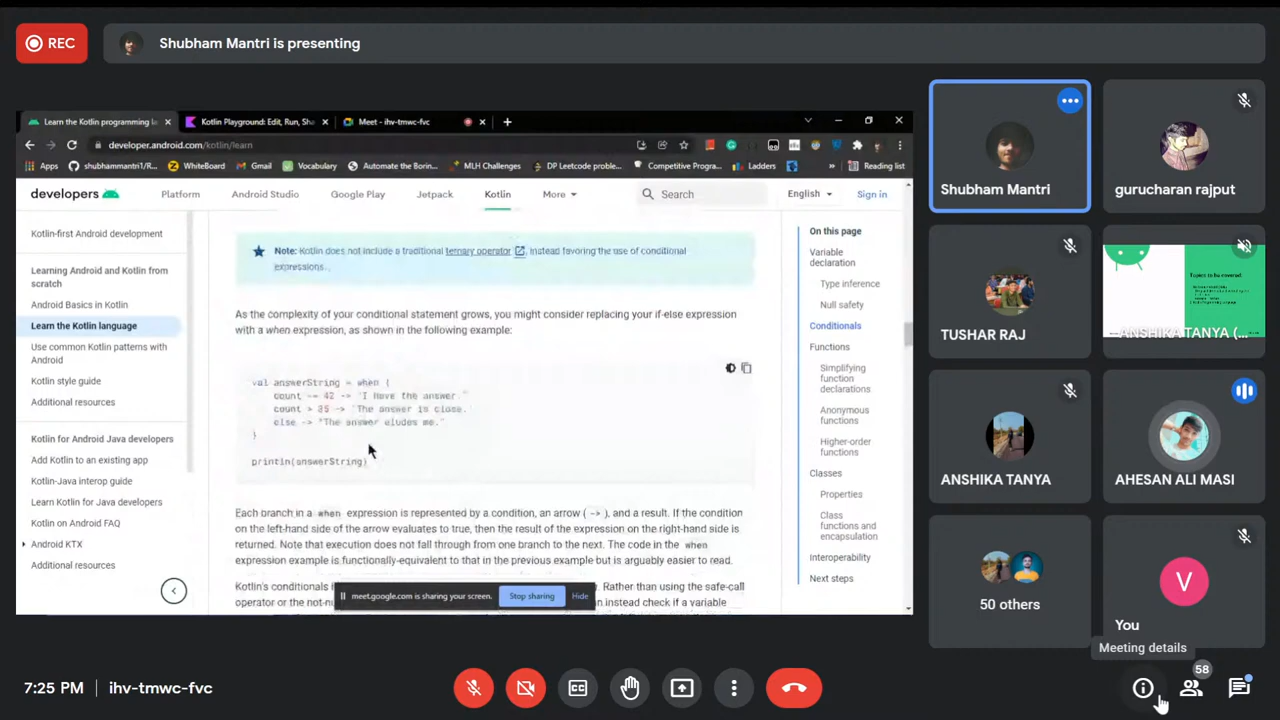 REC
Shubham Mantri is presenting
Learn the Kotlin programming la
Kotlin Playground: Edit, Run, Sha
Meet - ihv-tmwc-fvc
developer.android.com/kotlin/learn
Apps
shubhammantri1/R...
WhiteBoard
Gmail
Vocabulary
Automate the Borin...
MLH Challenges
DP Leetcode proble...
Competitive Progra...
Ladders
Reading list
developers
Platform
Android Studio
Google Play
Jetpack
Kotlin
More
Search
English
Sign in
Kotlin-first Android development
Learning Android and Kotlin from
scratch
Android Basics in Kotlin
Learn the Kotlin language
Use common Kotlin patterns with
Android
Kotlin style guide
Additional resources
Kotlin for Android Java developers
Add Kotlin to an existing app
Kotlin-Java interop guide
Learn Kotlin for Java developers
Kotlin on Android FAQ
Android KTX
Additional resources
Note: Kotlin does not include a traditional ternary operator, instead favoring the use of conditional
expressions.
As the complexity of your conditional statement grows, you might consider replacing your if-else expression
with a when expression, as shown in the following example:
val answerString = when {
count == 42 -> "I have the answer."
count > 35 -> "The answer is close."
else -> "The answer eludes me."
}
println(answerString)
Each branch in a when expression is represented by a condition, an arrow (->), and a result. If the condition
on the left-hand side of the arrow evaluates to true, then the result of the expression on the right-hand side is
returned. Note that execution does not fall through from one branch to the next. The code in the when
expression example is functionally-equivalent to that in the previous example but is arguably easier to read.
Kotlin's conditionals
y. Rather than using the safe-call
operator or the not-n
an instead check if a variable
meet.google.com is sharing your screen.
Stop sharing
Hide
On this page
Variable
declaration
Type inference
Null safety
Conditionals
Functions
Simplifying
function
declarations
Anonymous
functions
Higher-order
functions
Classes
Properties
Class
functions and
encapsulation
Interoperability
Next steps
Shubham Mantri
gurucharan rajput
TUSHAR RAJ
Topics to be covered:
ANSHIKA TANYA (...
ANSHIKA TANYA
AHESAN ALI MASI
50 others
V
You
Meeting details
7:25 PM
ihv-tmwc-fvc
58